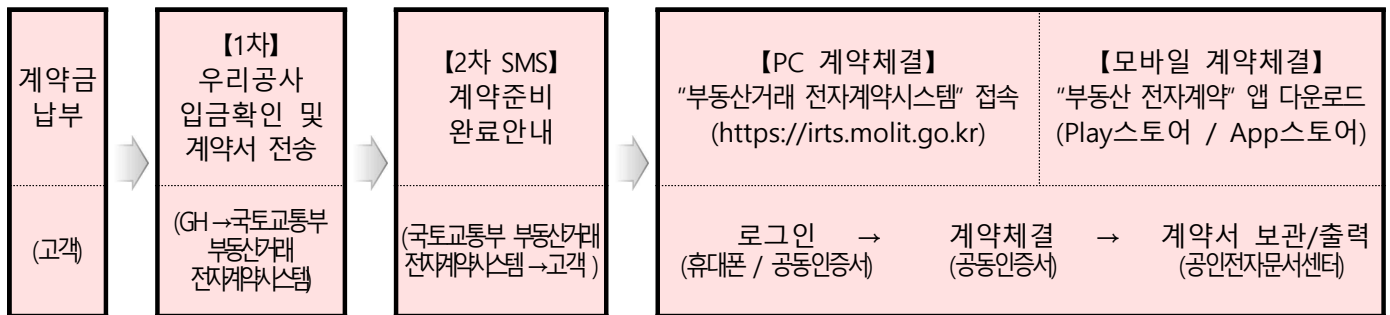 계약금
납부
(고객)
【1차】
우리공사
입금확인 및
계약서 전송
(GH→국토교통부
부동산거래
전자계약시스템)
【2차 SMS】
계약준비
완료안내
(국토교통부 부동산거래
전자계약시스템→고객 )
【PC 계약체결】
"부동산거래 전자계약시스템" 접속
(https://irts.molit.go.kr)
【모바일 계약체결】
"부동산 전자계약" 앱 다운로드
(Play스토어 / App스토어)
로그인 → 계약체결 → 계약서 보관/출력
(휴대폰 / 공동인증서) (공동인증서) (공인전자문서센터)